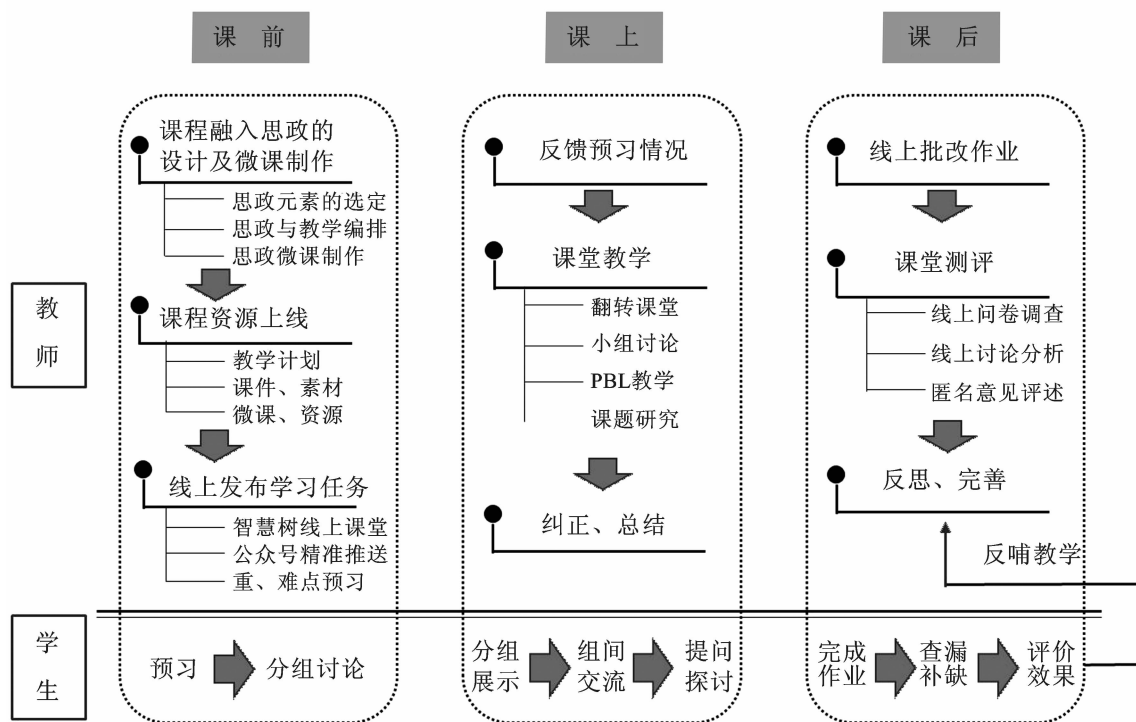 课 前
课 上
课 后
教
师
课程融入思政的
设计及微课制作
思政元素的选定
思政与教学编排
思政微课制作
课程资源上线
教学计划
课件、素材
微课、资源
线上发布学习任务
智慧树线上课堂
公众号精准推送
重、难点预习
反馈预习情况
课堂教学
翻转课堂
小组讨论
PBL教学
课题研究
纠正、总结
线上批改作业
课堂测评
线上问卷调查
线上讨论分析
匿名意见评述
反思、完善
反哺教学
学
生
预习
分组讨论
分组
展示
组间
交流
提问
探讨
完成
作业
查漏
补缺
评价
效果